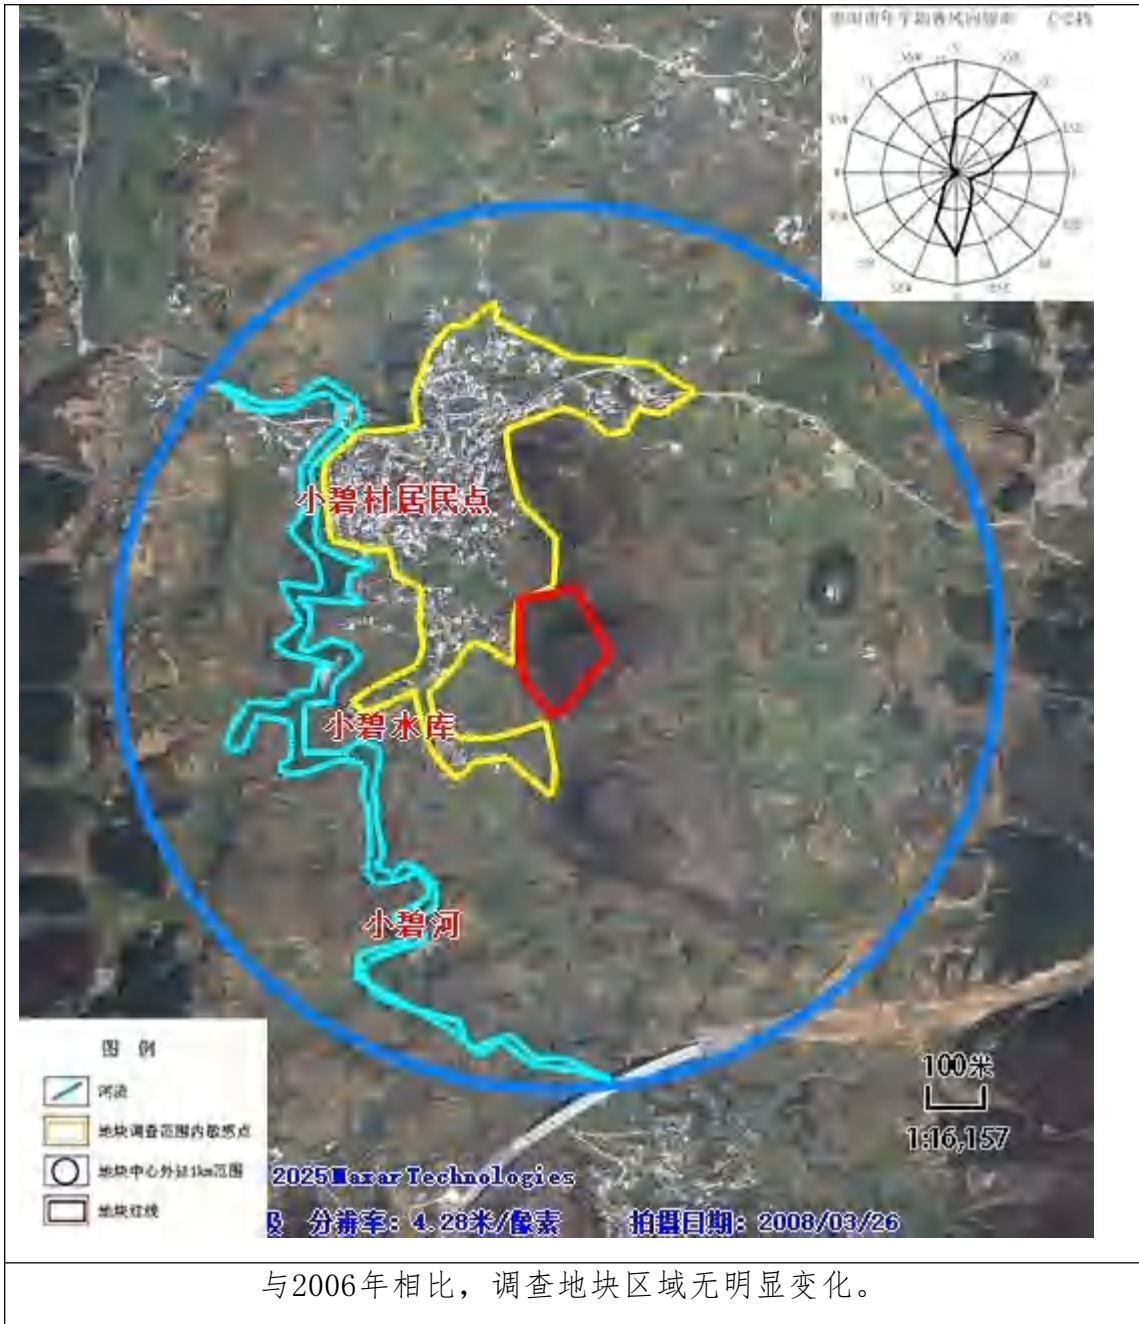 小碧村居民点
小碧水库
小碧河
图 例
河流
地块调查范围内敏感点
地块中心外延1km范围
地块红线
100米
1:16,157
2025 Maxar Technologies
级 分辨率: 4.28米/像素 拍摄日期: 2008/03/26
与2006年相比，调查地块区域无明显变化。